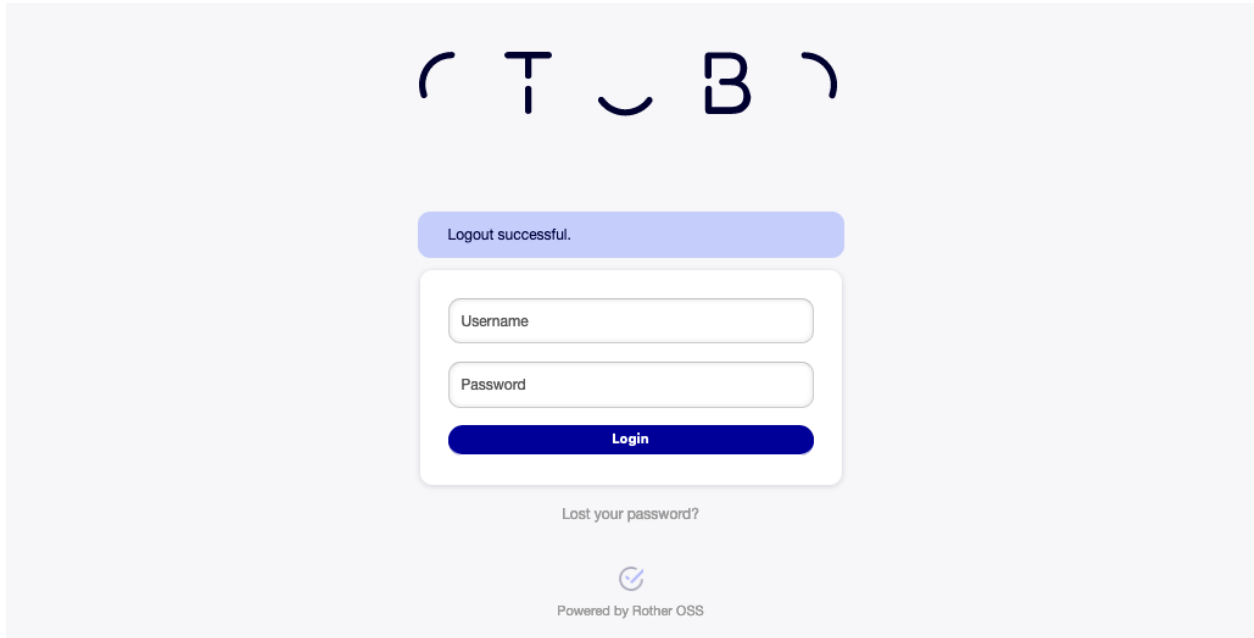 T B
Logout successful.
Username
Password
Login
Lost your password?
Powered by Rother OSS